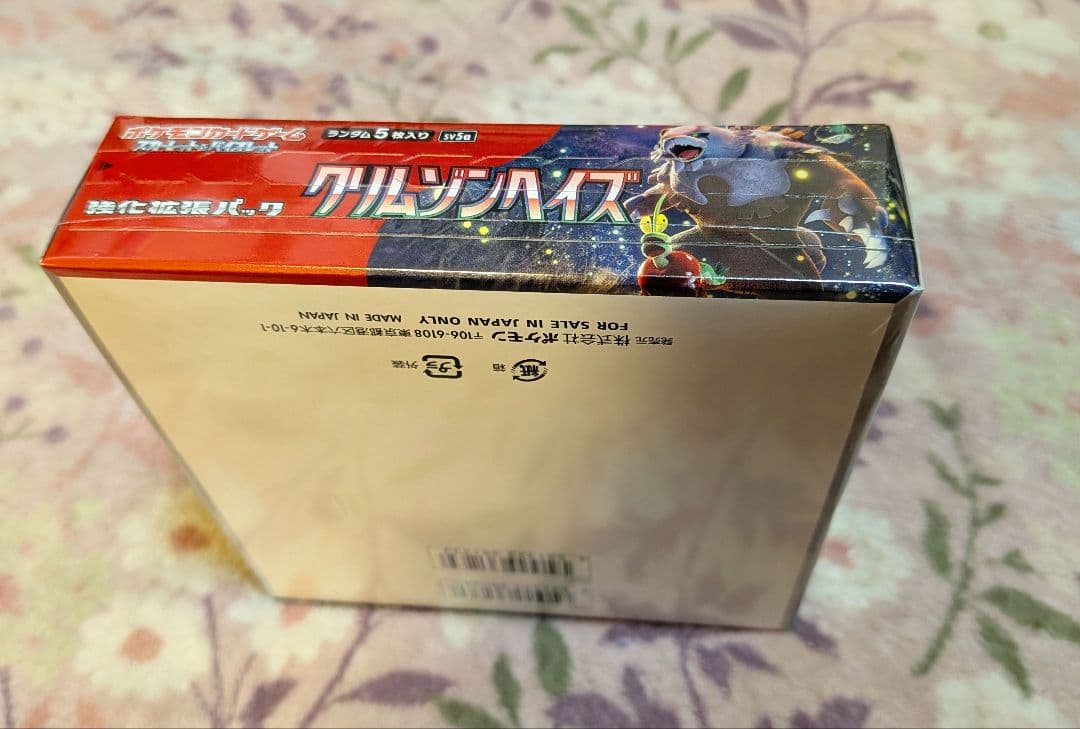 ポケモンカードゲーム
スカーレット&バイオレット
ランダム5枚入り sv5a
強化拡張パック
クリムゾンヘイズ
発売元 株式会社 ポケモン 〒106-6108 東京都港区六本木6-10-1
FOR SALE IN JAPAN ONLY MADE IN JAPAN
紙 箱
プラ 外装